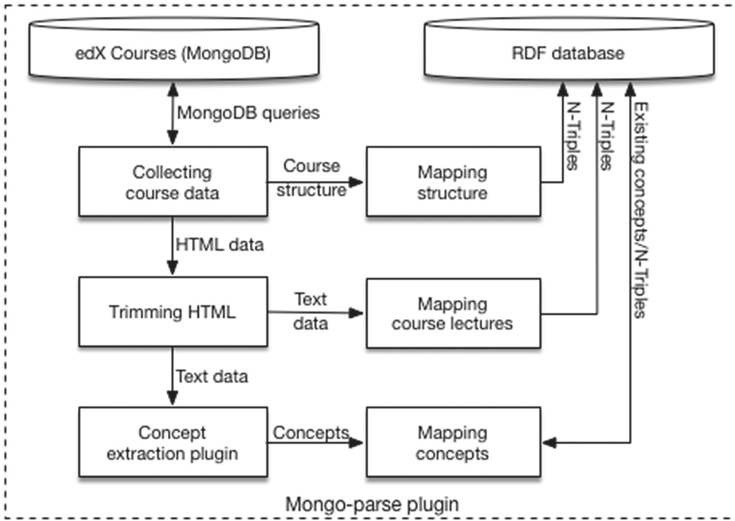 edX Courses (MongoDB)
RDF database
MongoDB queries
N-Triples
N-Triples
Existing concepts/N-Triples
Collecting
course data
Course
structure
Mapping
structure
HTML data
Trimming HTML
Text
data
Mapping
course lectures
Text data
Concept
extraction plugin
Concepts
Mapping
concepts
Mongo-parse plugin